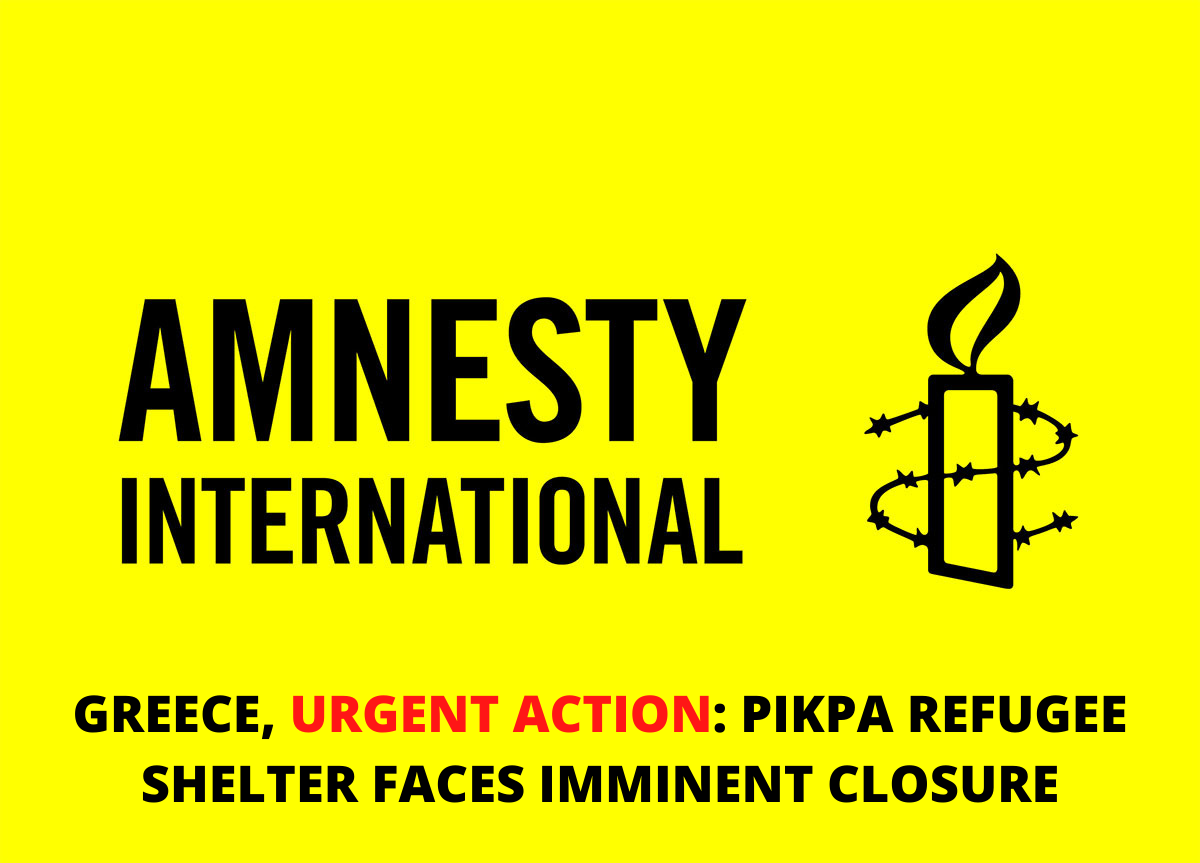 AMNESTY
INTERNATIONAL
GREECE, URGENT ACTION: PIKPA REFUGEE
SHELTER FACES IMMINENT CLOSURE